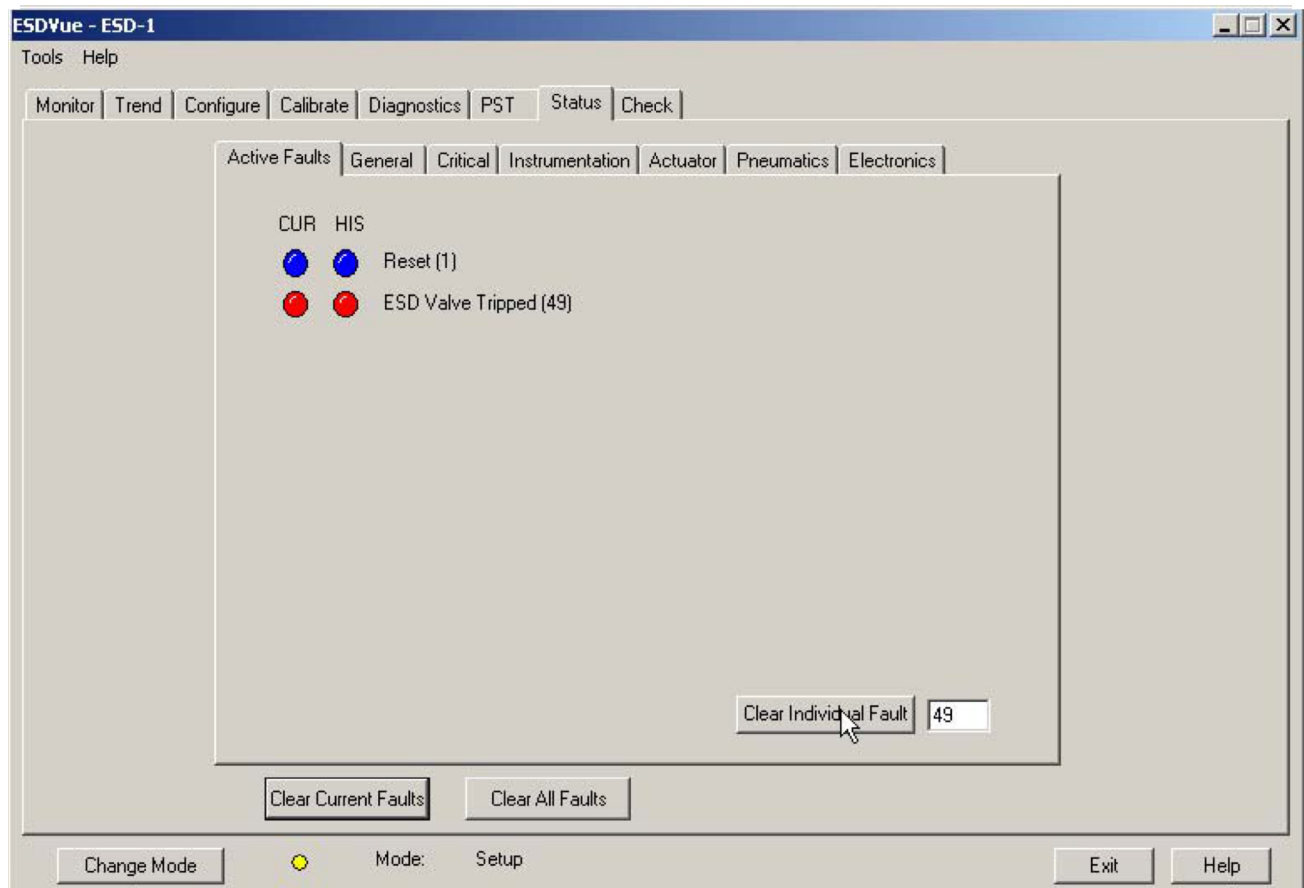 ESDVue - ESD-1
Tools Help
Monitor Trend Configure Calibrate Diagnostics PST Status Check
Active Faults General Critical Instrumentation Actuator Pneumatics Electronics
CUR HIS
Reset (1)
ESD Valve Tripped (49)
Clear Individual Fault 49
Clear Current Faults Clear All Faults
Change Mode Mode: Setup Exit Help